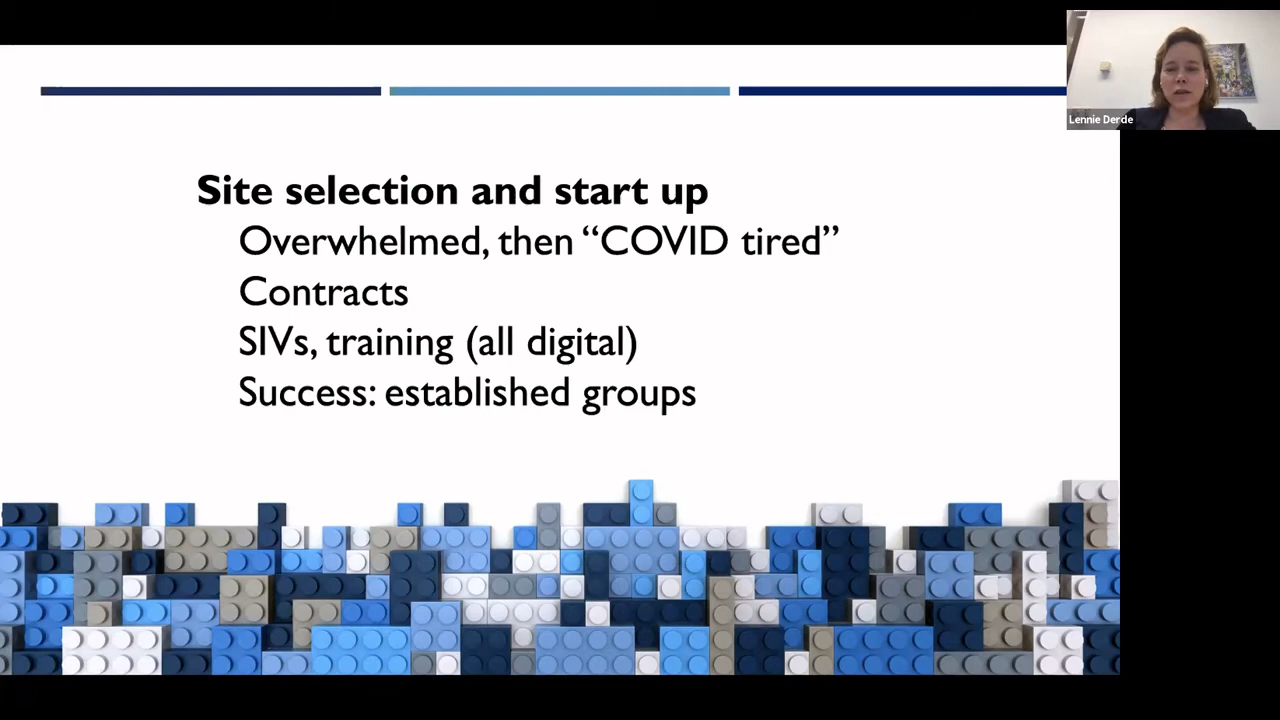 Lennie Derde
Site selection and start up
Overwhelmed, then “COVID tired”
Contracts
SIVs, training (all digital)
Success: established groups